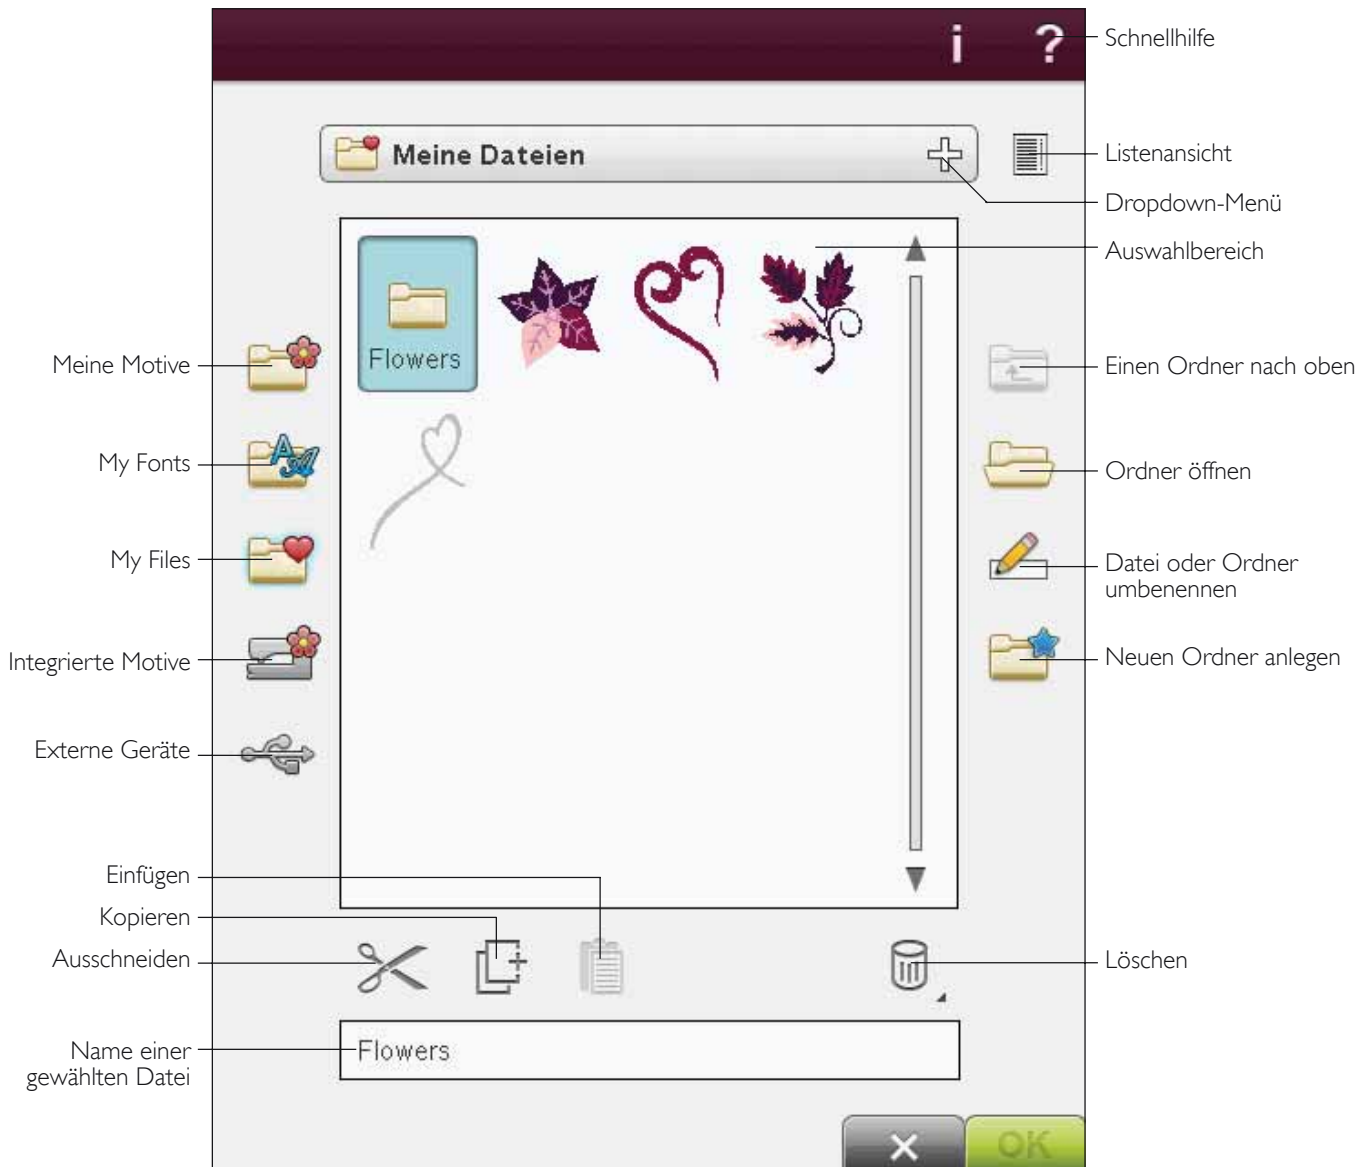 i ?
Schnellhilfe
Meine Dateien
Listenansicht
Dropdown-Menü
Auswahlbereich
Flowers
Meine Motive
My Fonts
My Files
Integrierte Motive
Externe Geräte
Einen Ordner nach oben
Ordner öffnen
Datei oder Ordner
umbenennen
Neuen Ordner anlegen
Einfügen
Kopieren
Ausschneiden
Löschen
Name einer
gewählten Datei
Flowers
OK